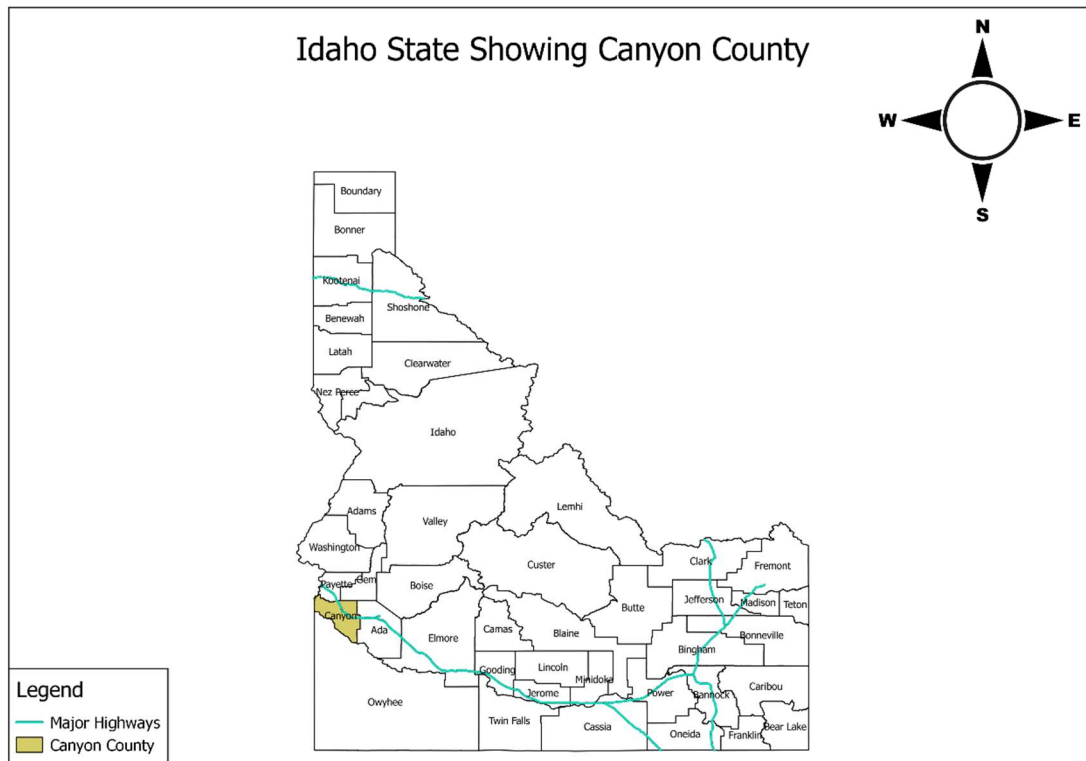 Idaho State Showing Canyon County
N
W
E
S
Boundary
Bonner
Kootenai
Shoshone
Benewah
Latah
Clearwater
Nez Perce
Idaho
Adams
Valley
Lemhi
Washington
Clark
Fremont
Custer
Payette
Gem
Boise
Butte
Jefferson
Madison
Teton
Canyon
Ada
Elmore
Camas
Blaine
Bonneville
Bingham
Gooding
Lincoln
Minidoka
Jerome
Power
Bannock
Caribou
Owyhee
Twin Falls
Cassia
Oneida
Franklin
Bear Lake
Legend
Major Highways
Canyon County